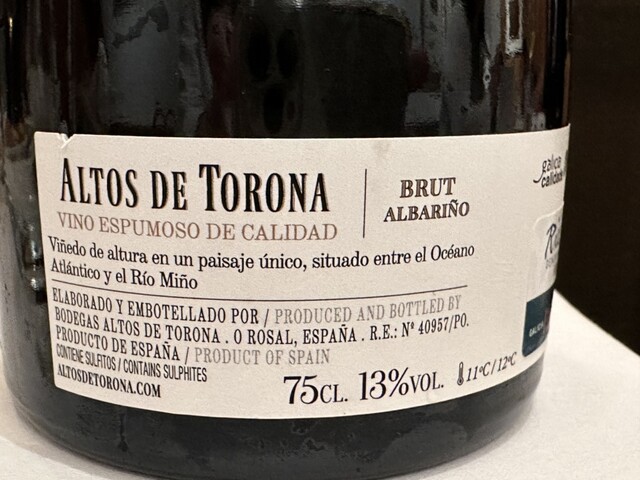 ALTOS DE TORONA
VINO ESPUMOSO DE CALIDAD
BRUT
ALBARIÑO
galicia
calidade
Viñedo de altura en un paisaje único, situado entre el Océano
Atlántico y el Río Miño
ELABORADO Y EMBOTELLADO POR / PRODUCED AND BOTTLED BY
BODEGAS ALTOS DE TORONA . O ROSAL, ESPAÑA . R.E.: Nº 40957/PO.
PRODUCTO DE ESPAÑA / PRODUCT OF SPAIN
CONTIENE SULFITOS / CONTAINS SULPHITES
ALTOSDETORONA.COM
75CL. 13%VOL.
11ºC / 12ºC